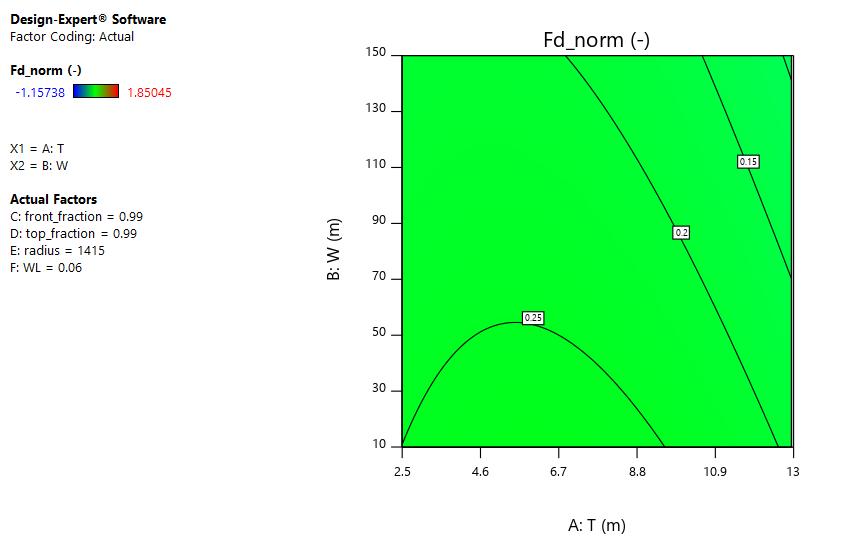 Design-Expert® Software
Factor Coding: Actual
Fd_norm (-)
-1.15738 1.85045
X1 = A: T
X2 = B: W
Actual Factors
C: front_fraction = 0.99
D: top_fraction = 0.99
E: radius = 1415
F: WL = 0.06
Fd_norm (-)
B: W (m)
150
130
110
90
70
50
30
10
0.15
0.2
0.25
2.5 4.6 6.7 8.8 10.9 13
A: T (m)